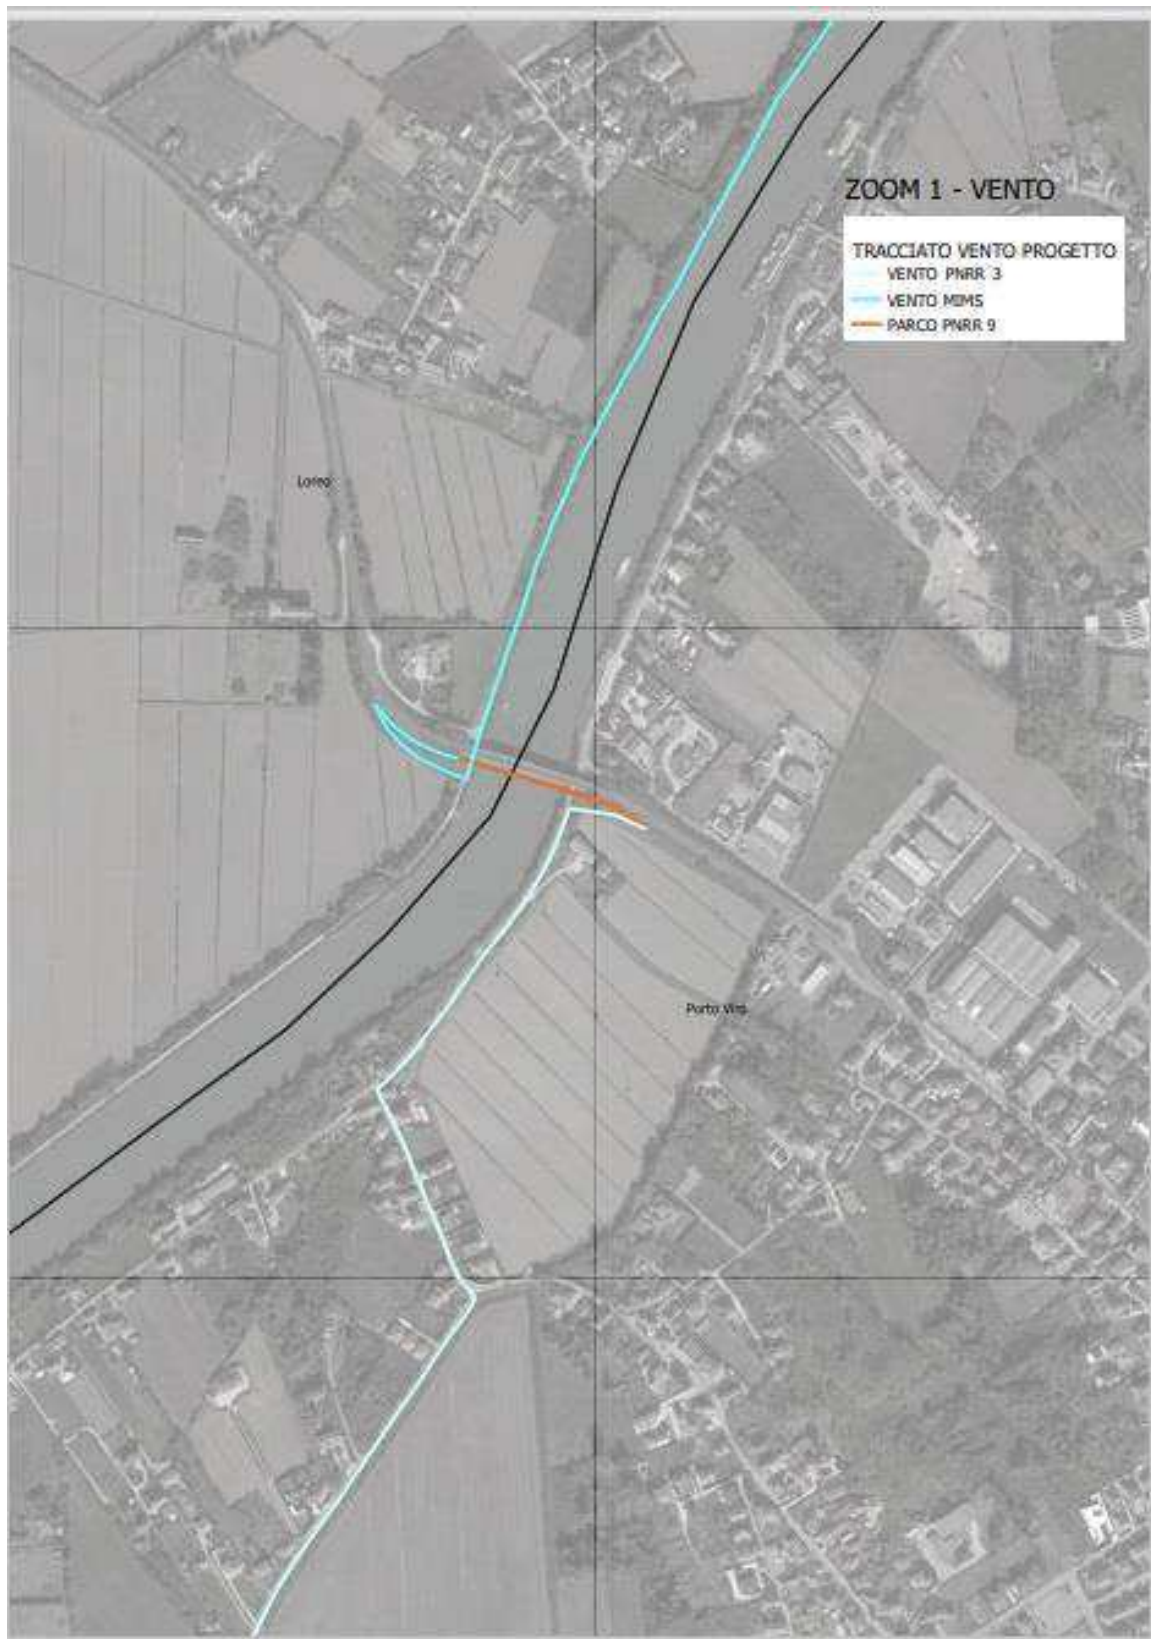 ZOOM 1 - VENTO
TRACCIATO VENTO PROGETTO
VENTO PNRR 3
VENTO MIMS
PARCO PNRR 9
Loreo
Porto Viro